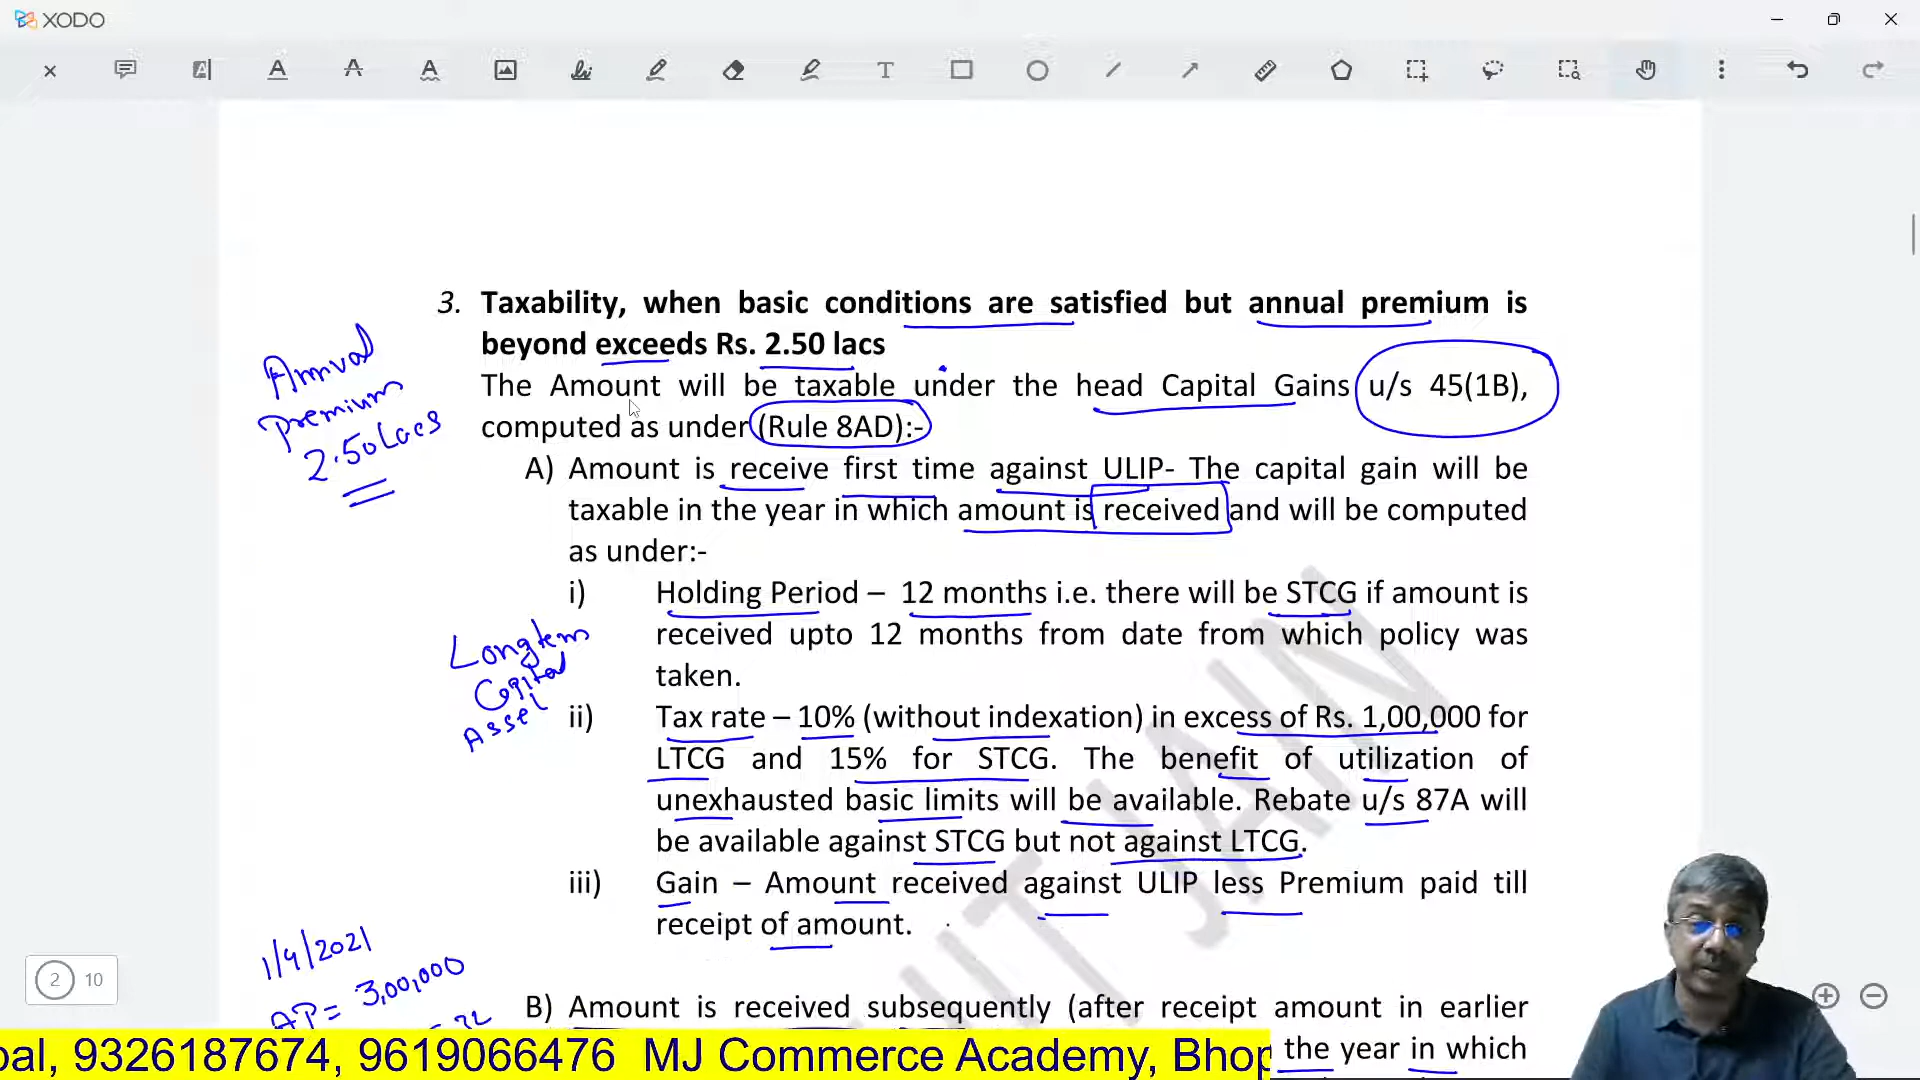 XODO
3. Taxability, when basic conditions are satisfied but annual premium is
beyond exceeds Rs. 2.50 lacs
The Amount will be taxable under the head Capital Gains u/s 45(1B),
computed as under (Rule 8AD):-
Annual
premium
2.50 Lacs
A) Amount is receive first time against ULIP- The capital gain will be
taxable in the year in which amount is received and will be computed
as under:-
i) Holding Period – 12 months i.e. there will be STCG if amount is
received upto 12 months from date from which policy was
taken.
Longterm
Capital
Asset
ii) Tax rate – 10% (without indexation) in excess of Rs. 1,00,000 for
LTCG and 15% for STCG. The benefit of utilization of
unexhausted basic limits will be available. Rebate u/s 87A will
be available against STCG but not against LTCG.
iii) Gain – Amount received against ULIP less Premium paid till
receipt of amount.
1/4/2021
AP = 3,00,000
B) Amount is received subsequently (after receipt amount in earlier
the year in which
2 10
pal, 9326187674, 9619066476 MJ Commerce Academy, Bhop